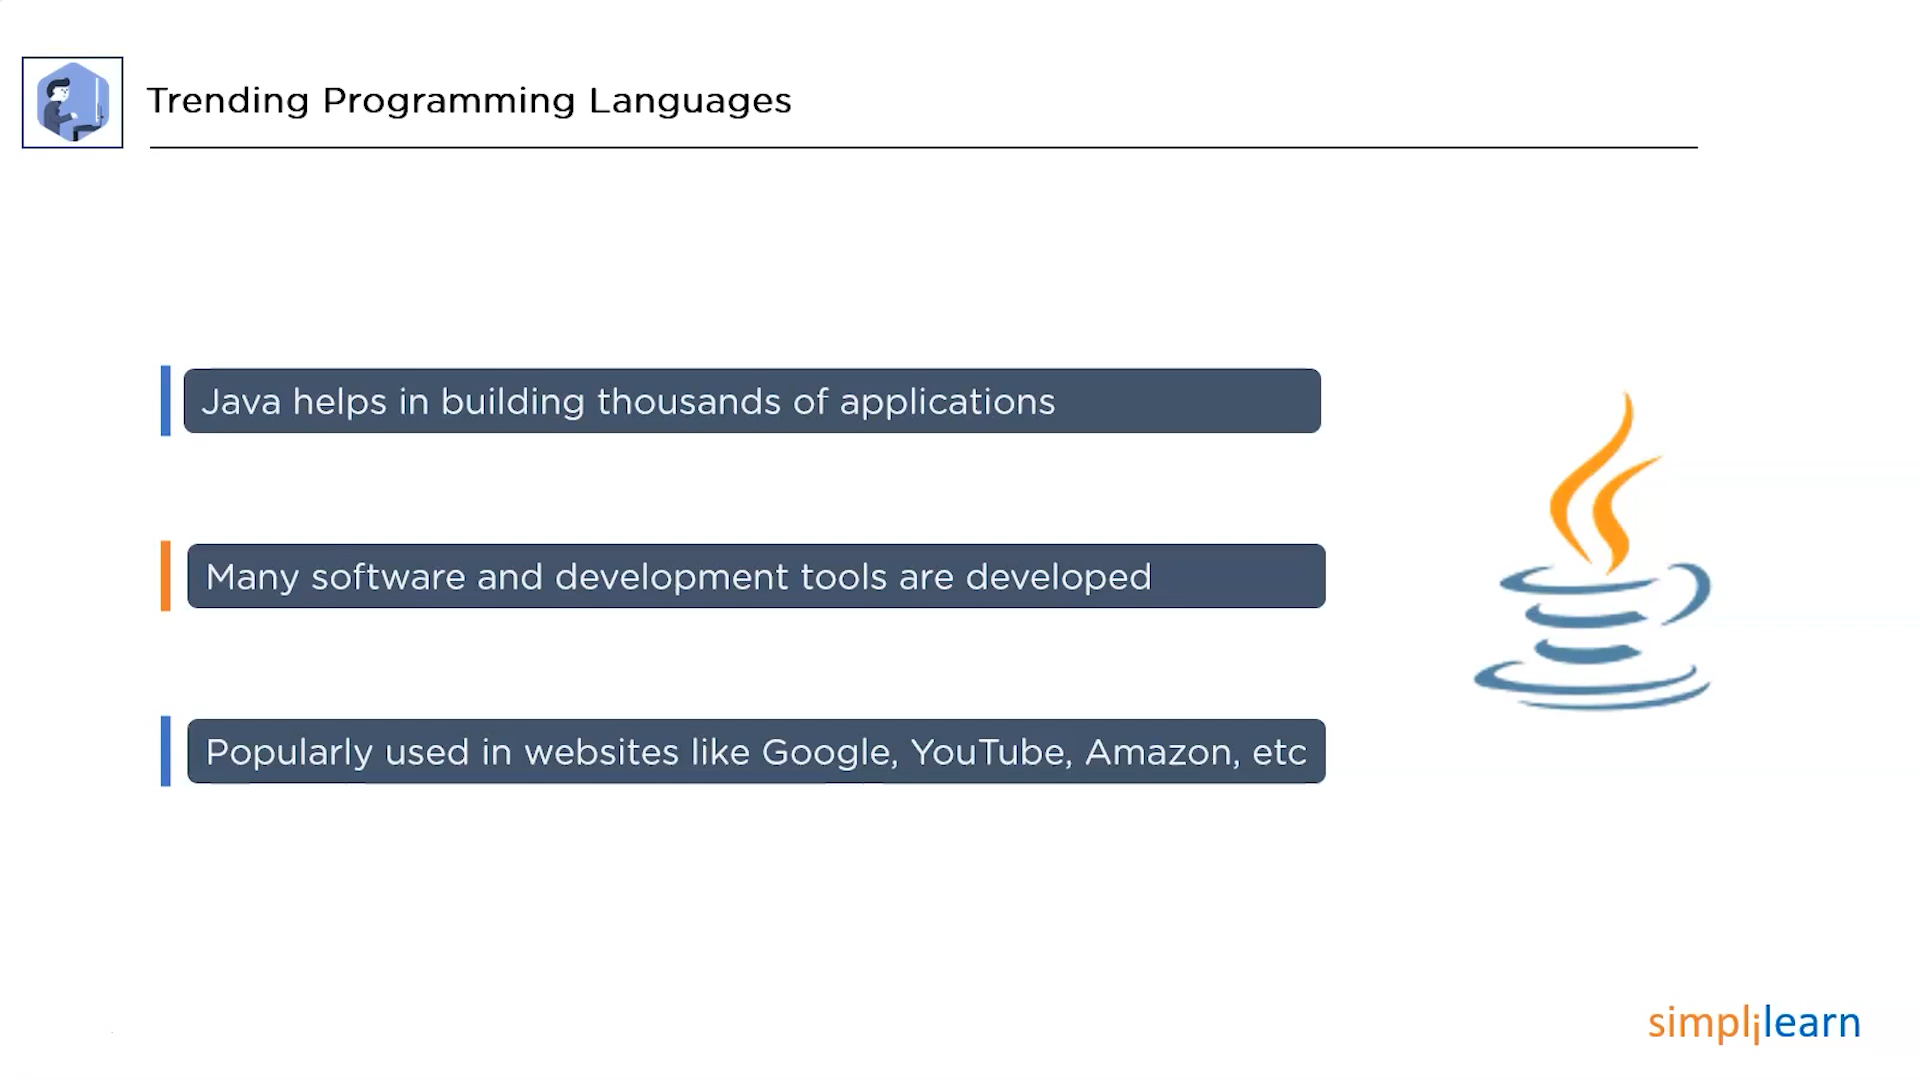 Trending Programming Languages
Java helps in building thousands of applications
Many software and development tools are developed
Popularly used in websites like Google, YouTube, Amazon, etc
simplilearn